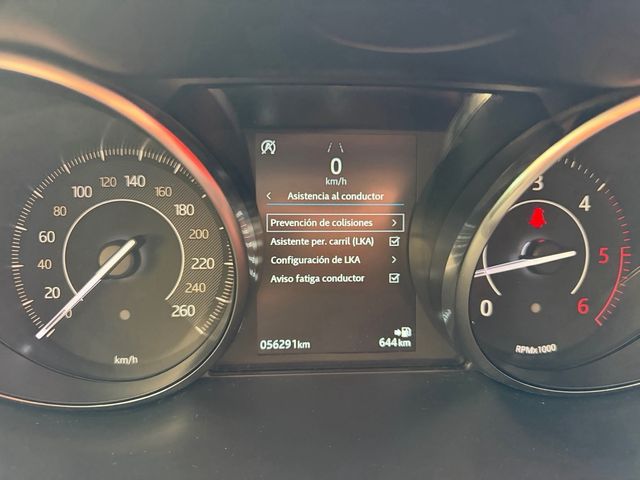 0
km/h
Asistencia al conductor
Prevención de colisiones
Asistente per. carril (LKA)
Configuración de LKA
Aviso fatiga conductor
056291km
644km
0
20
40
60
80
100
120
140
160
180
200
220
240
260
km/h
0
3
4
5
6
RPMx1000